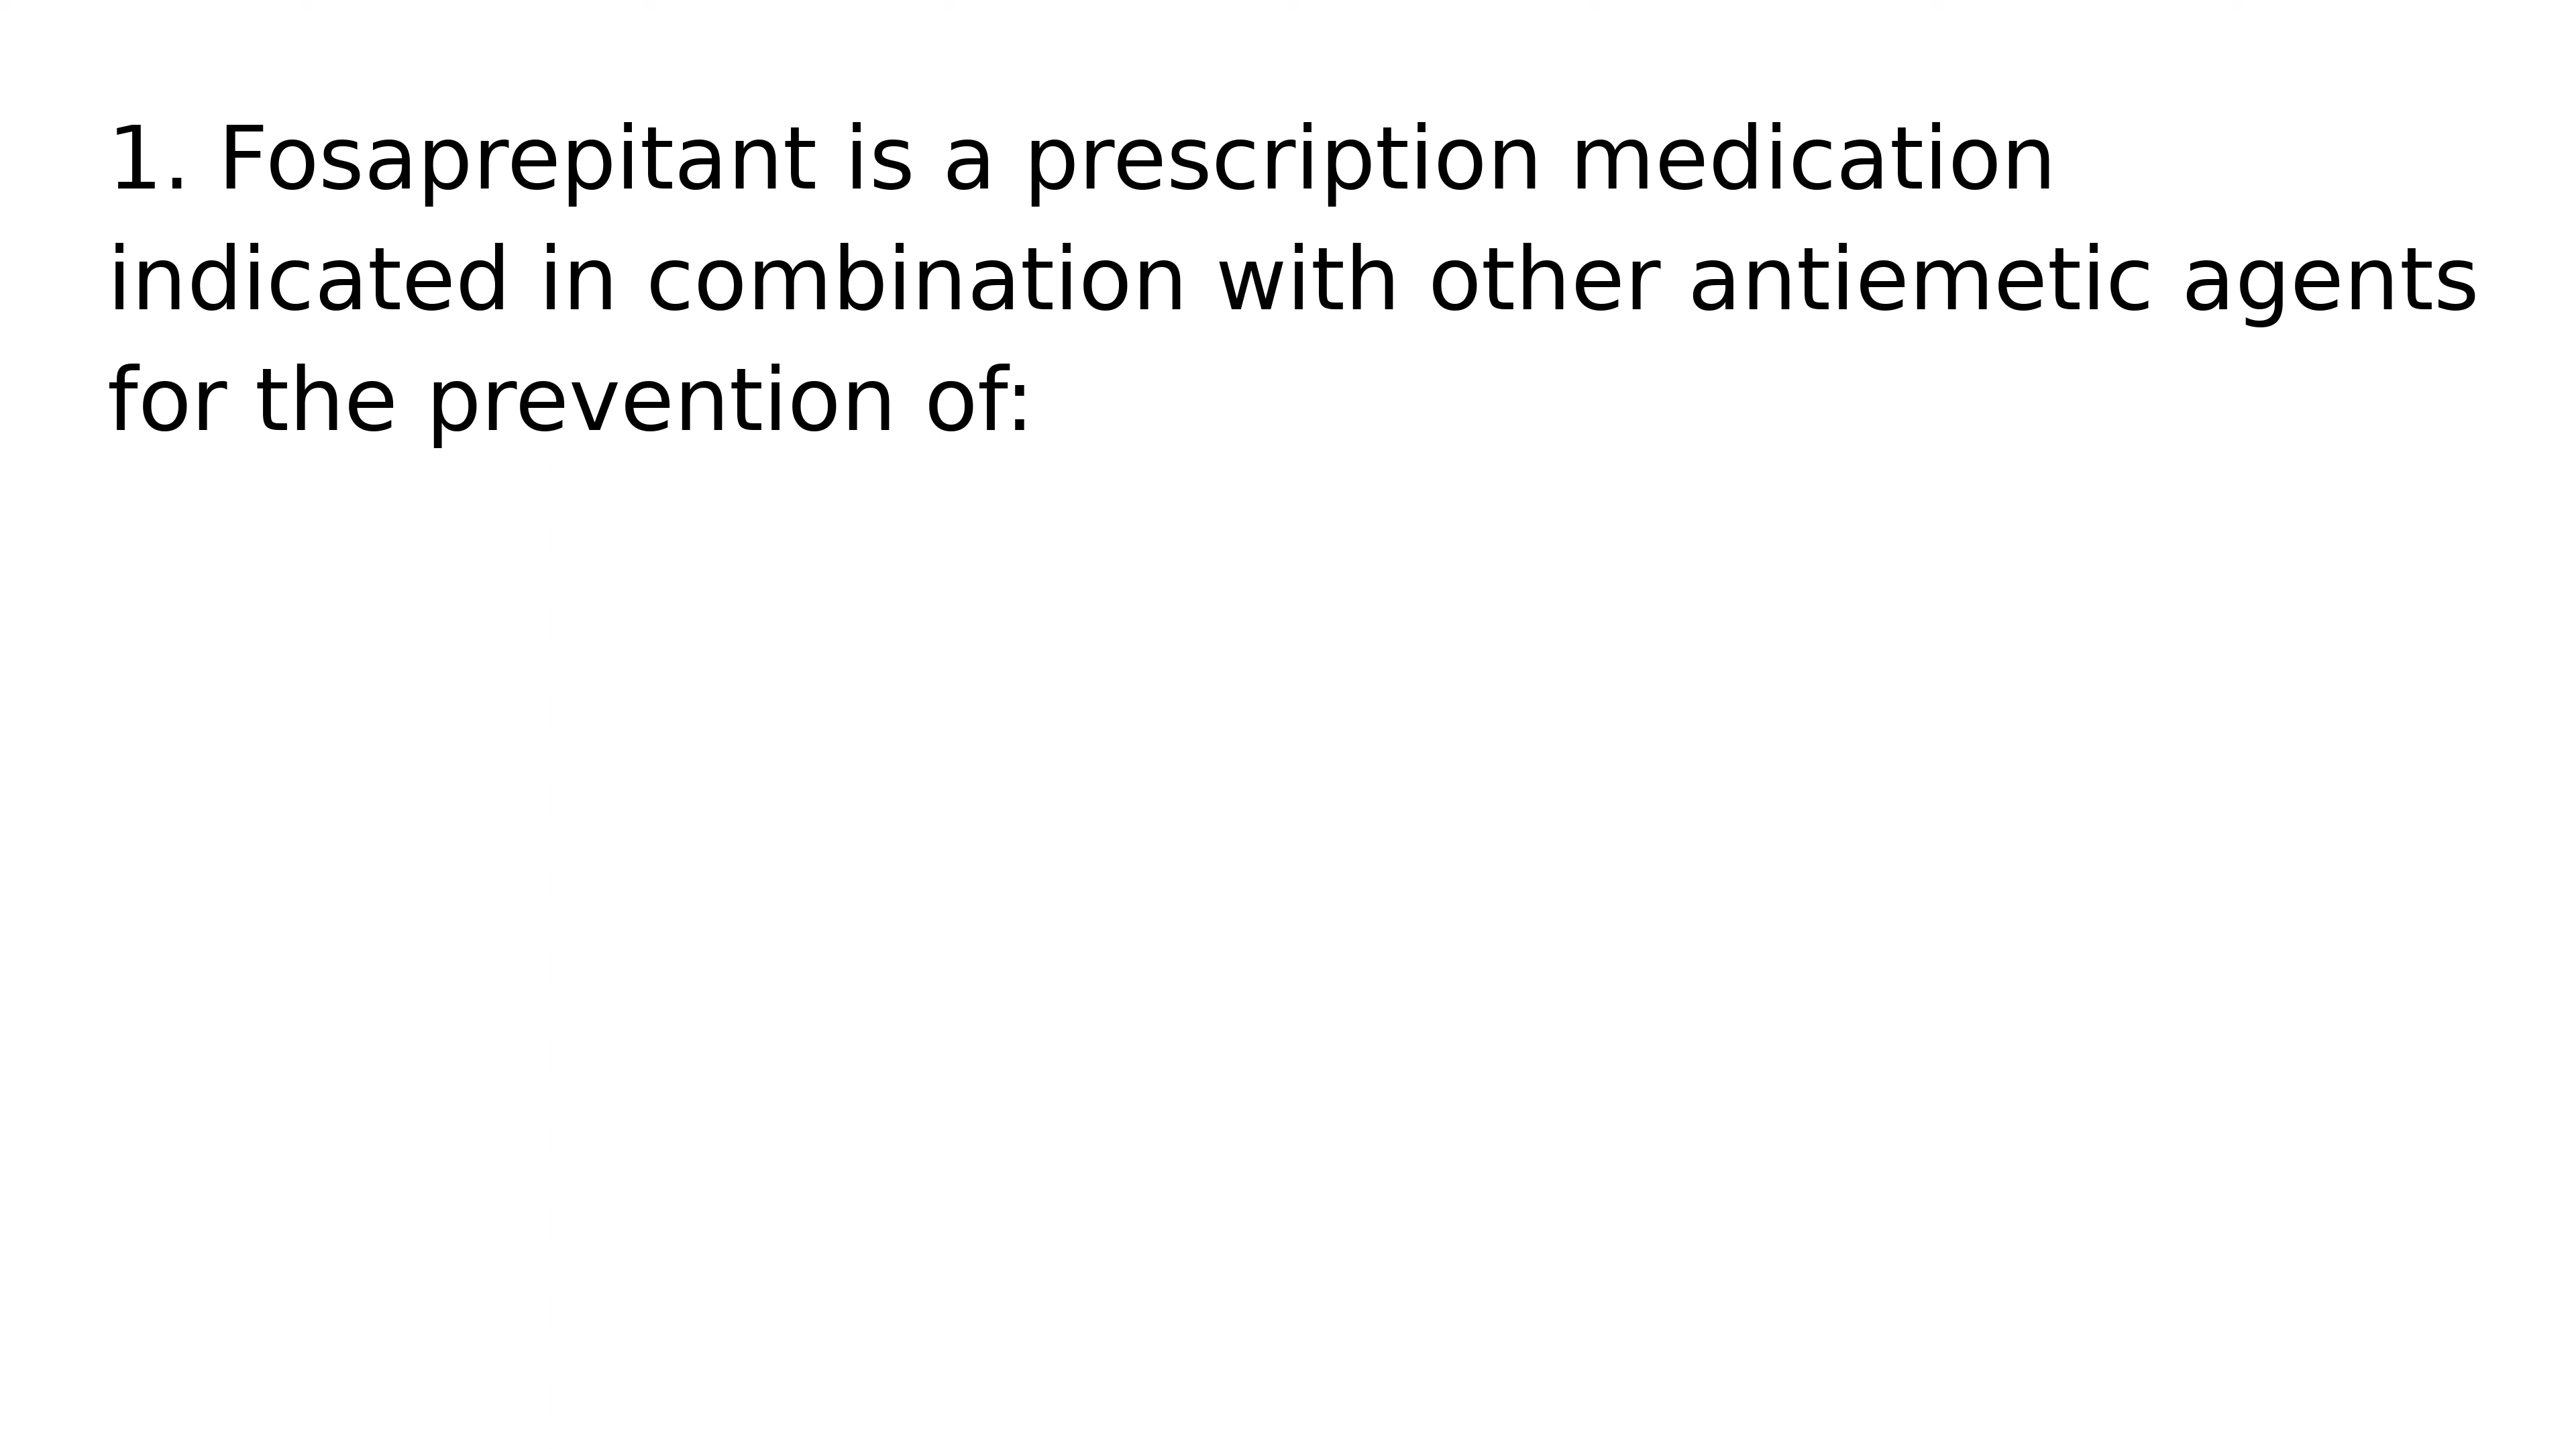 1. Fosaprepitant is a prescription medication
indicated in combination with other antiemetic agents
for the prevention of: